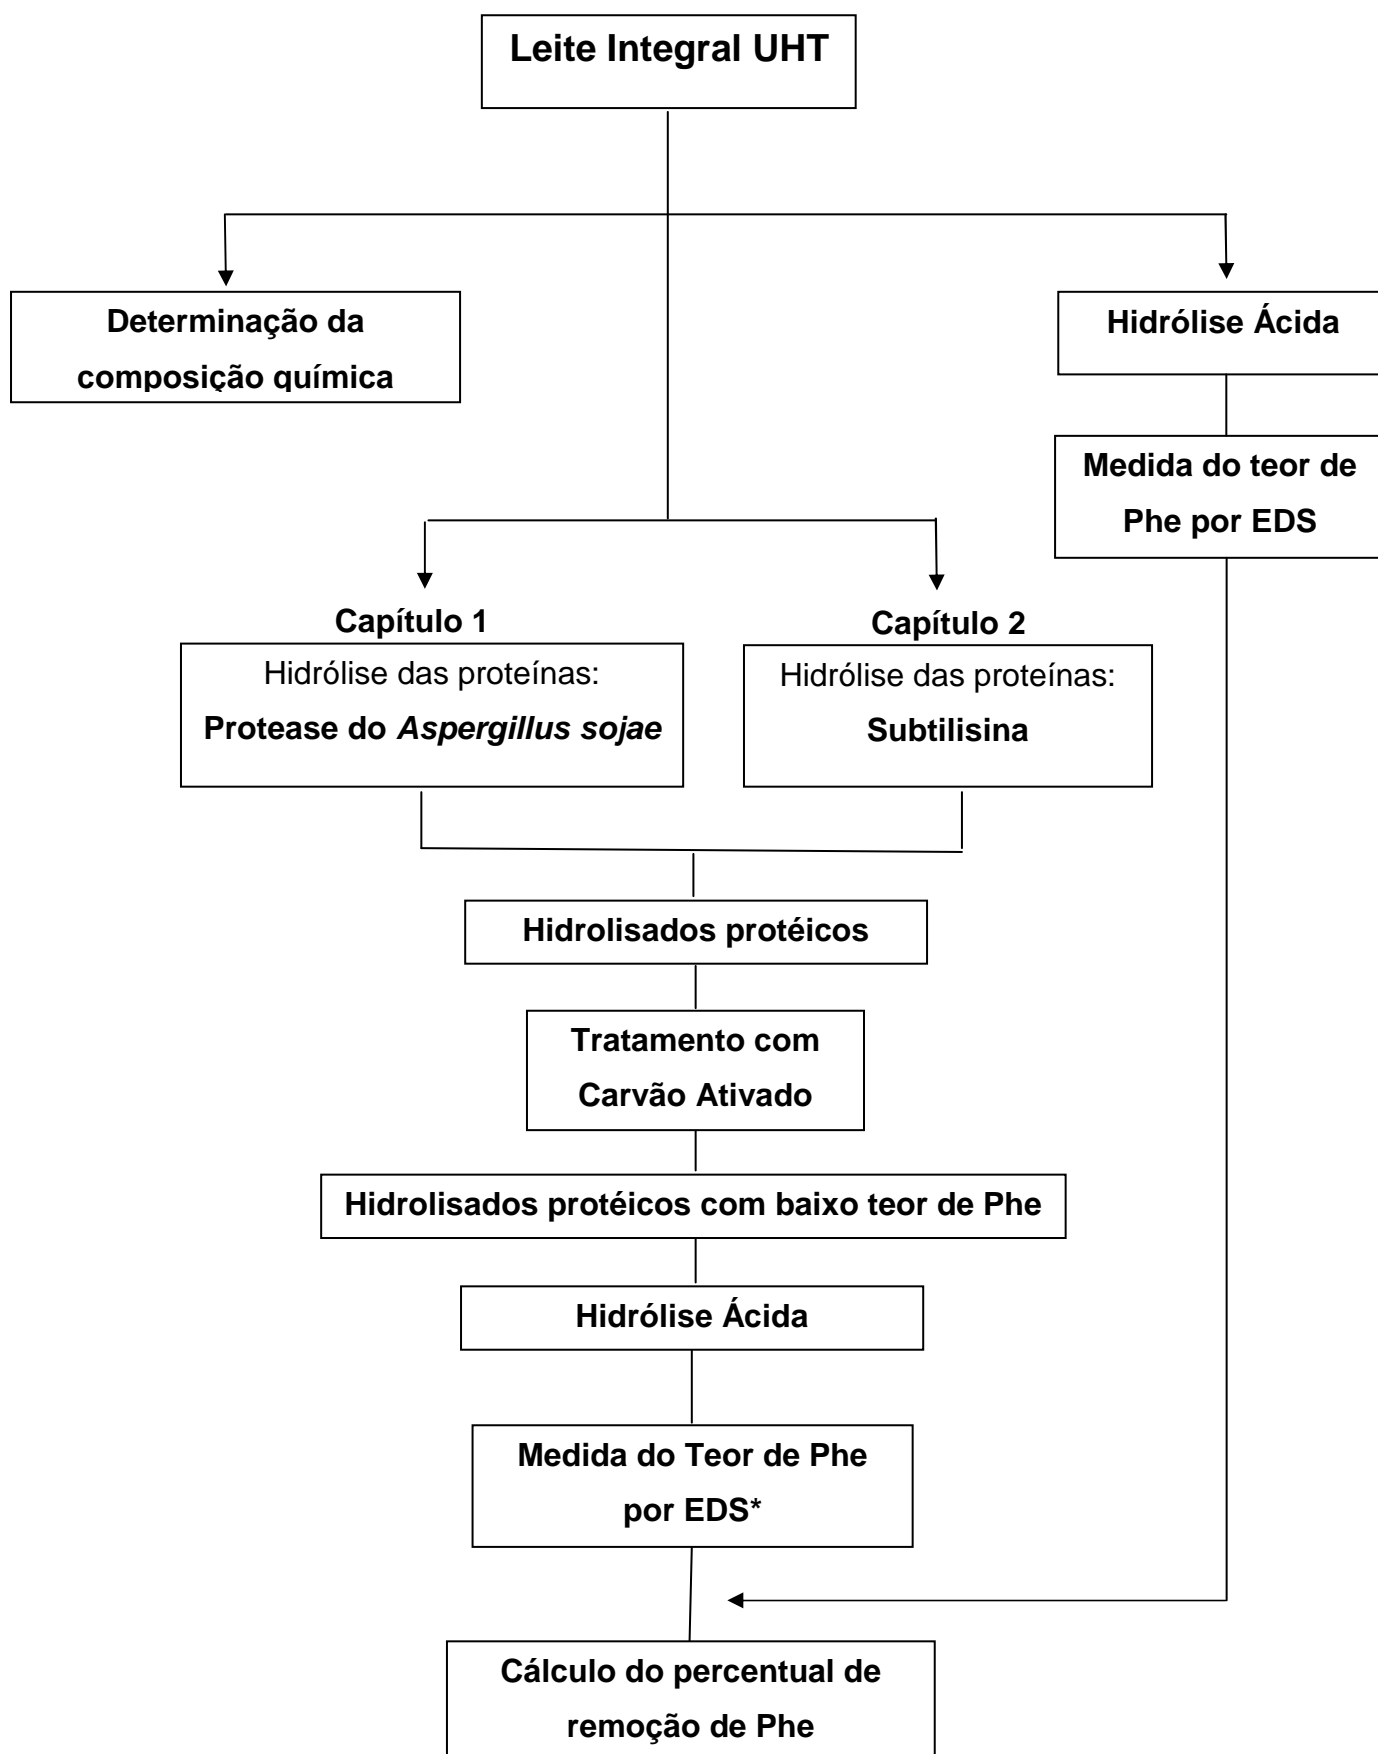 Leite Integral UHT
Determinação da
composição química
Hidrólise Ácida
Medida do teor de
Phe por EDS
Capítulo 1
Hidrólise das proteínas:
Protease do Aspergillus sojae
Capítulo 2
Hidrólise das proteínas:
Subtilisina
Hidrolisados protéicos
Tratamento com
Carvão Ativado
Hidrolisados protéicos com baixo teor de Phe
Hidrólise Ácida
Medida do Teor de Phe
por EDS*
Cálculo do percentual de
remoção de Phe